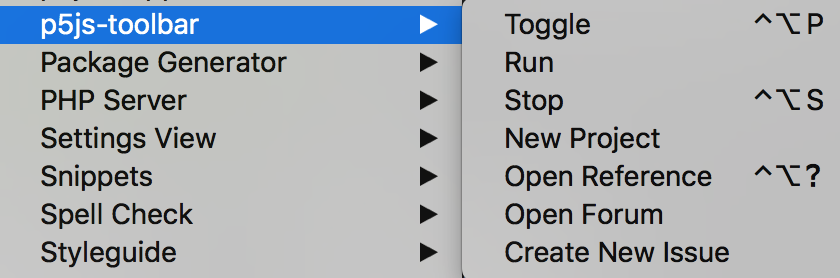 p5js-toolbar
Package Generator
PHP Server
Settings View
Snippets
Spell Check
Styleguide
Toggle ^⌥P
Run
Stop ^⌥S
New Project
Open Reference ^⌥?
Open Forum
Create New Issue